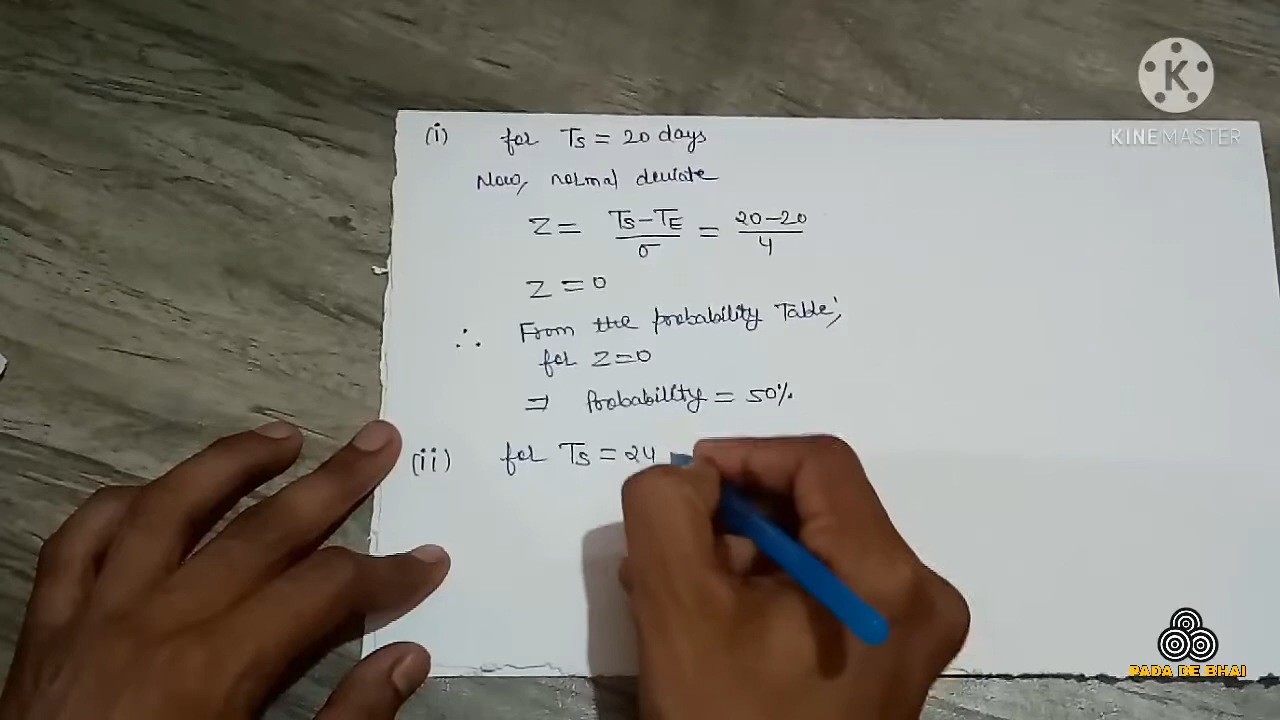 K
KINEMASTER
(i) for Ts = 20 days
Now, normal deviate
Z = Ts-TE/σ = 20-20/4
Z = 0
∴ From the probability Table,
for Z=0
⇒ Probability = 50%
(ii) for Ts = 24
PADA DE BHAI